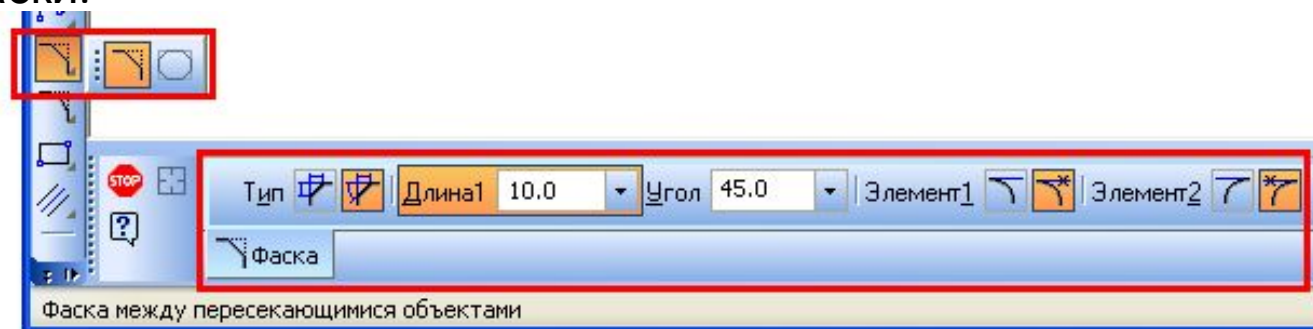 STOP Тип Длина1 10.0 Угол 45.0 Элемент1 Элемент2
?
Фаска
Фаска между пересекающимися объектами